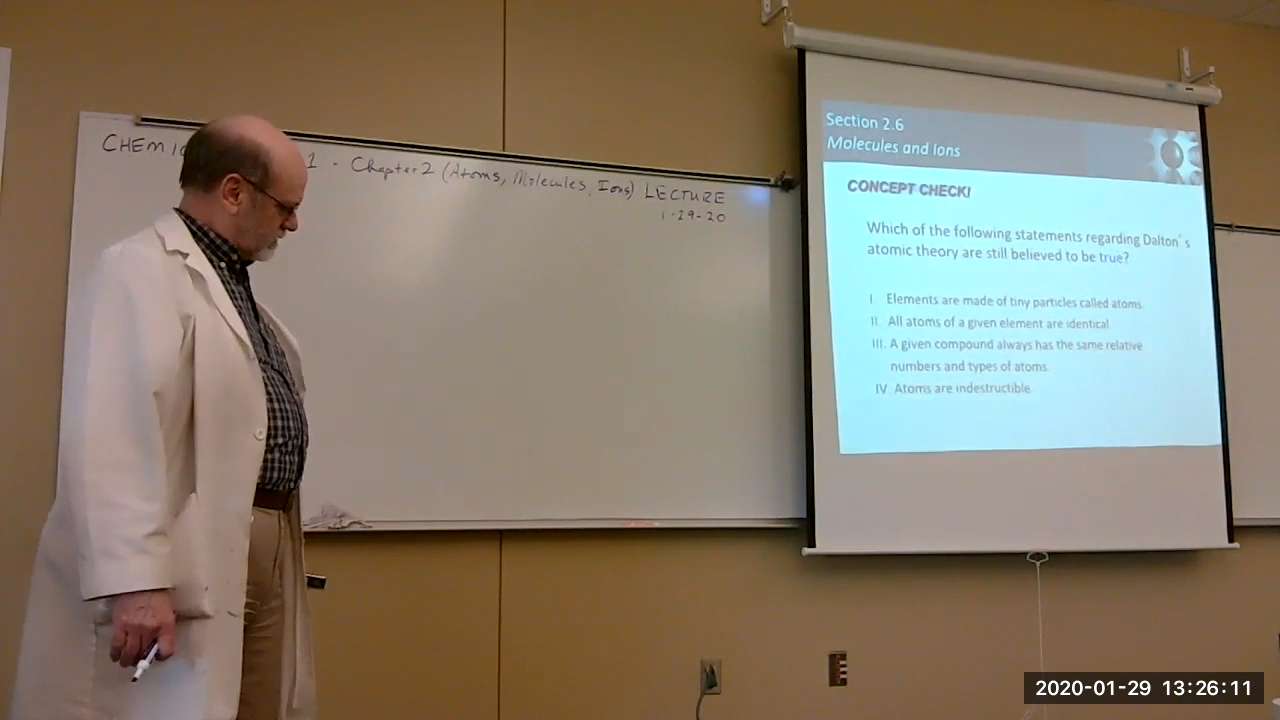 CHEM 1 - Chapter 2 (Atoms, Molecules, Ions) LECTURE
1-29-20
Section 2.6
Molecules and Ions
CONCEPT CHECK!
Which of the following statements regarding Dalton's
atomic theory are still believed to be true?
I. Elements are made of tiny particles called atoms.
II. All atoms of a given element are identical.
III. A given compound always has the same relative
numbers and types of atoms.
IV. Atoms are indestructible.
2020-01-29 13:26:11